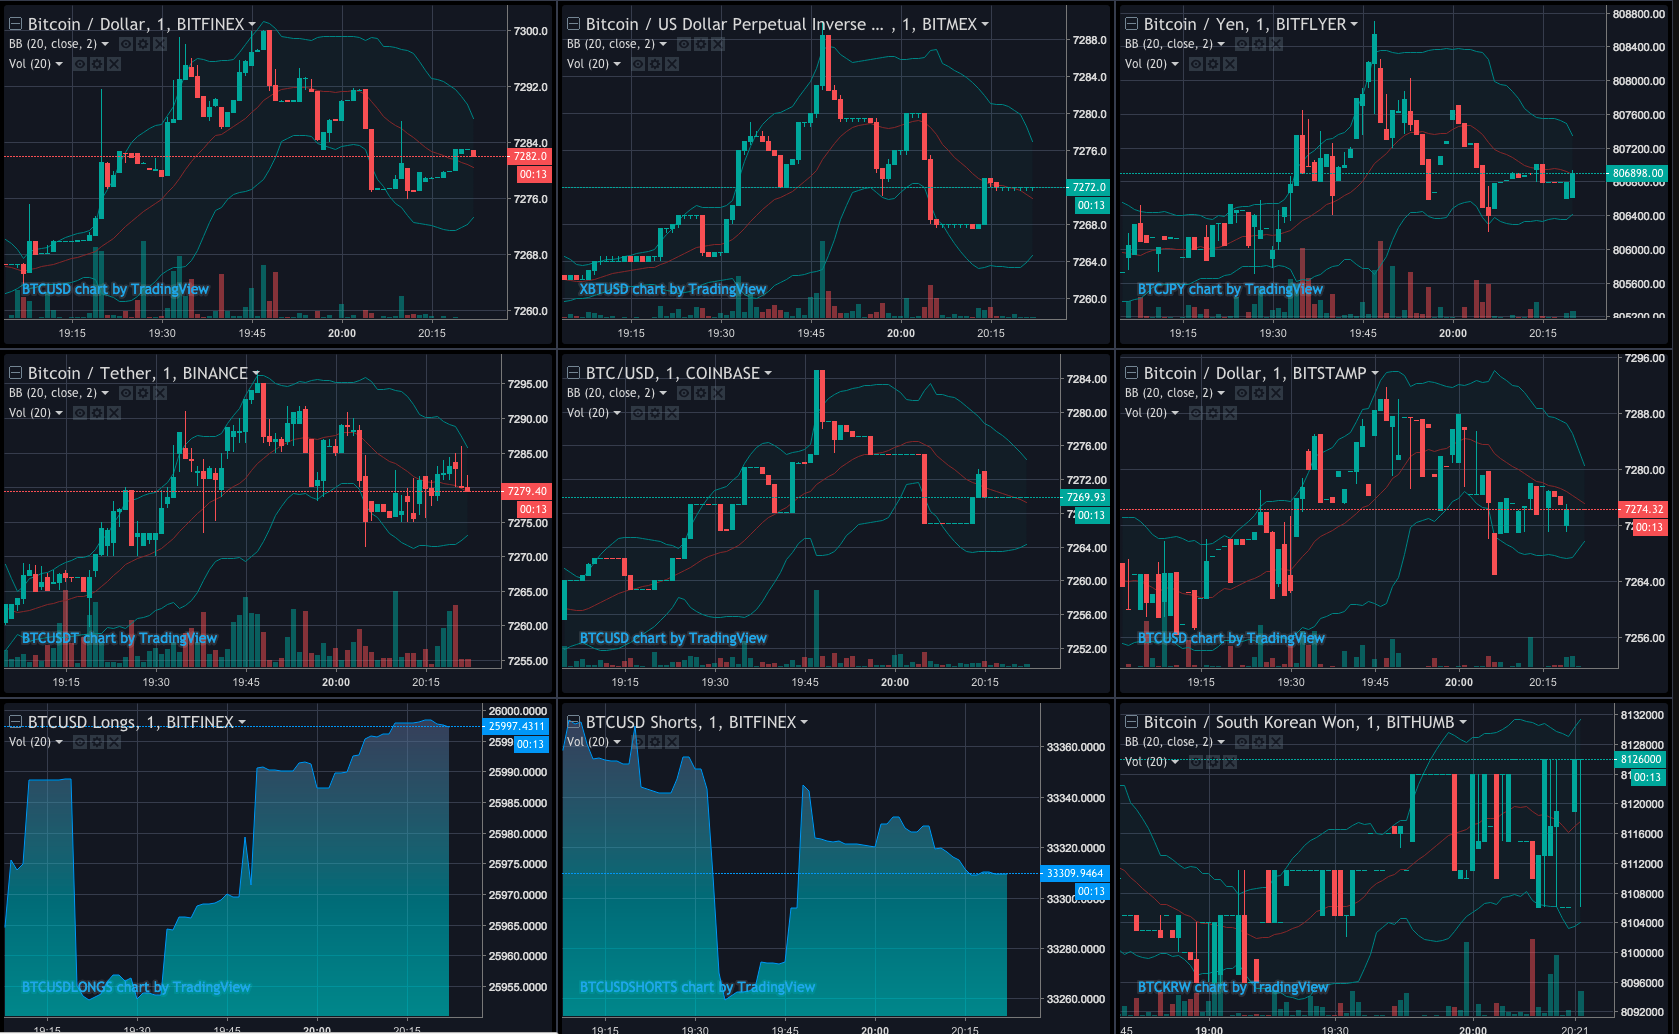 Bitcoin / Dollar, 1, BITFINEX
BB (20, close, 2)
Vol (20)
7300.0
7292.0
7284.0
7282.0
00:13
7276.0
7268.0
7260.0
BTCUSD chart by TradingView
19:15 19:30 19:45 20:00 20:15
Bitcoin / US Dollar Perpetual Inverse ... , 1, BITMEX
BB (20, close, 2)
Vol (20)
7288.0
7284.0
7280.0
7276.0
7272.0
00:13
7268.0
7264.0
7260.0
XBTUSD chart by TradingView
19:15 19:30 19:45 20:00 20:15
Bitcoin / Yen, 1, BITFLYER
BB (20, close, 2)
Vol (20)
808800.00
808400.00
808000.00
807600.00
807200.00
806898.00
806800.00
806400.00
806000.00
805600.00
805200.00
BTCJPY chart by TradingView
19:15 19:30 19:45 20:00 20:15
Bitcoin / Tether, 1, BINANCE
BB (20, close, 2)
Vol (20)
7295.00
7290.00
7285.00
7279.40
00:13
7275.00
7270.00
7265.00
7260.00
7255.00
BTCUSDT chart by TradingView
19:15 19:30 19:45 20:00 20:15
BTC/USD, 1, COINBASE
BB (20, close, 2)
Vol (20)
7284.00
7280.00
7276.00
7272.00
7269.93
00:13
7264.00
7260.00
7256.00
7252.00
BTCUSD chart by TradingView
19:15 19:30 19:45 20:00 20:15
Bitcoin / Dollar, 1, BITSTAMP
BB (20, close, 2)
Vol (20)
7296.00
7288.00
7280.00
7274.32
00:13
7264.00
7256.00
BTCUSD chart by TradingView
19:15 19:30 19:45 20:00 20:15
BTCUSD Longs, 1, BITFINEX
Vol (20)
26000.0000
25997.4311
00:13
25990.0000
25985.0000
25980.0000
25975.0000
25970.0000
25965.0000
25960.0000
25955.0000
BTCUSDLONGS chart by TradingView
19:15 19:30 19:45 20:00 20:15
BTCUSD Shorts, 1, BITFINEX
Vol (20)
33360.0000
33340.0000
33320.0000
33309.9464
00:13
33300.0000
33280.0000
33260.0000
BTCUSDSHORTS chart by TradingView
19:15 19:30 19:45 20:00 20:15
Bitcoin / South Korean Won, 1, BITHUMB
BB (20, close, 2)
Vol (20)
8132000
8128000
8126000
00:13
8120000
8116000
8112000
8108000
8104000
8100000
8096000
8092000
BTCKRW chart by TradingView
45 19:00 19:30 20:00 20:21